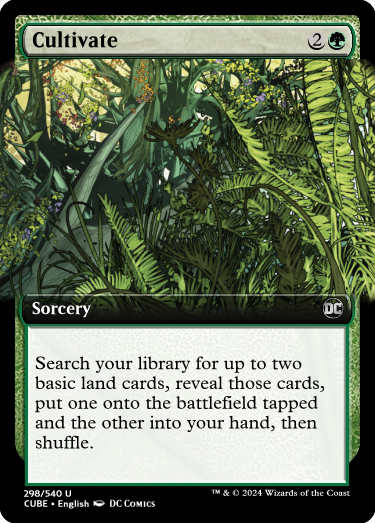 Cultivate 2
Sorcery DC
Search your library for up to two
basic land cards, reveal those cards,
put one onto the battlefield tapped
and the other into your hand, then
shuffle.
298/540 U ™ & © 2024 Wizards of the Coast
CUBE • English DC Comics